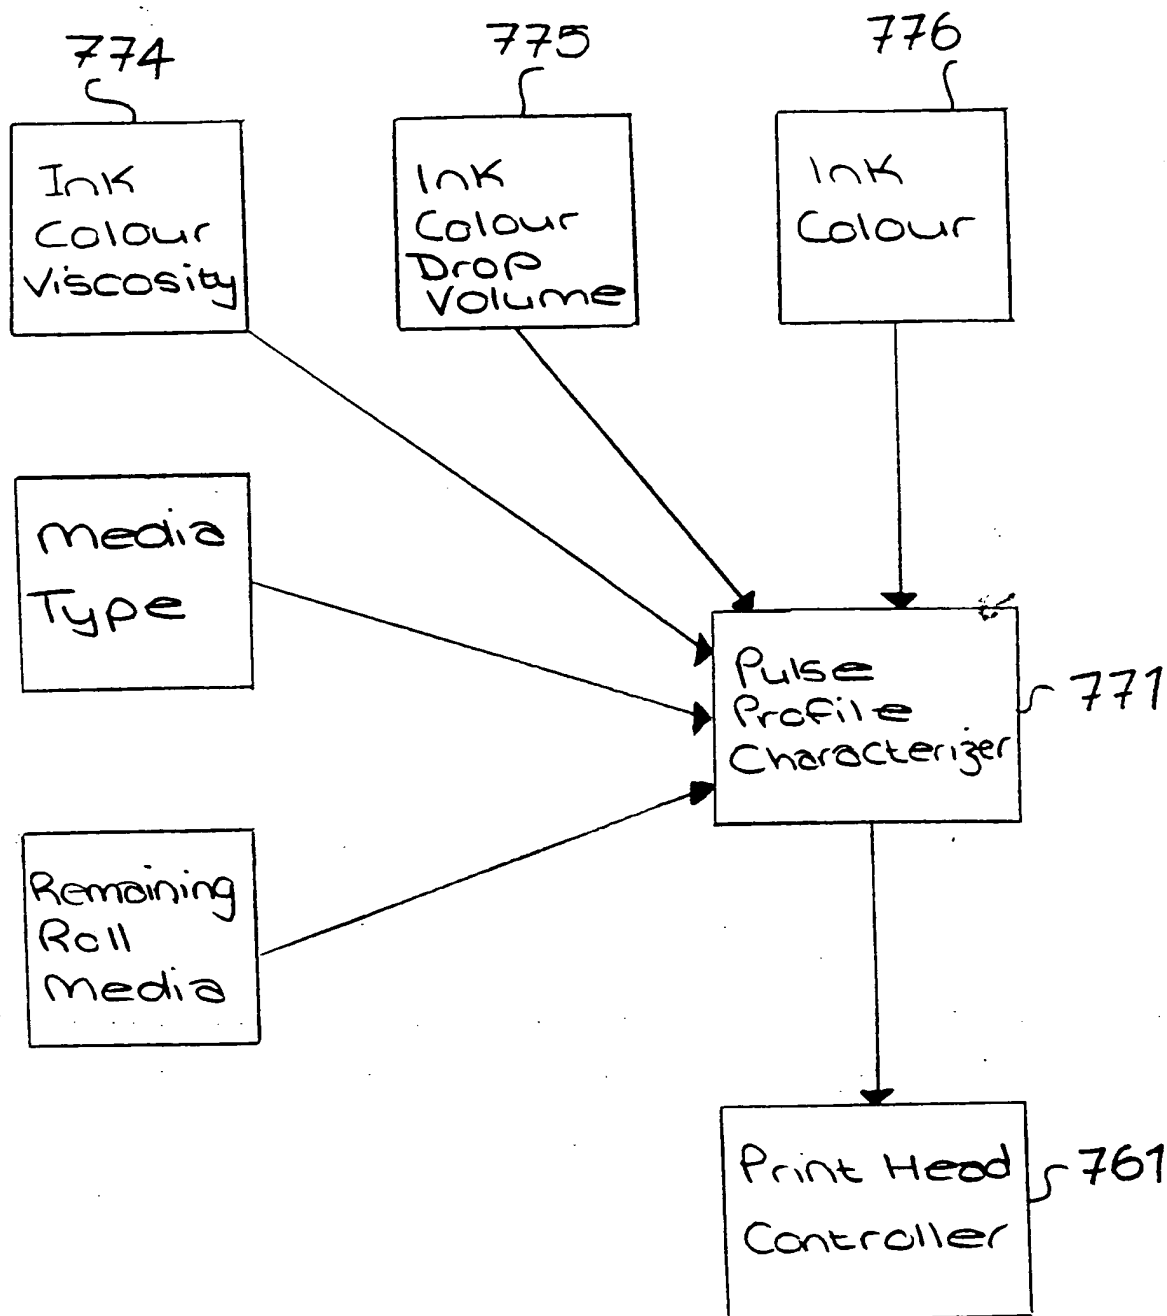 774
775
776
Ink
Colour
Viscosity
Ink
Colour
Drop
Volume
Ink
Colour
Media
Type
Pulse
Profile
Characterizer
771
Remaining
Roll
Media
Print Head
Controller
761